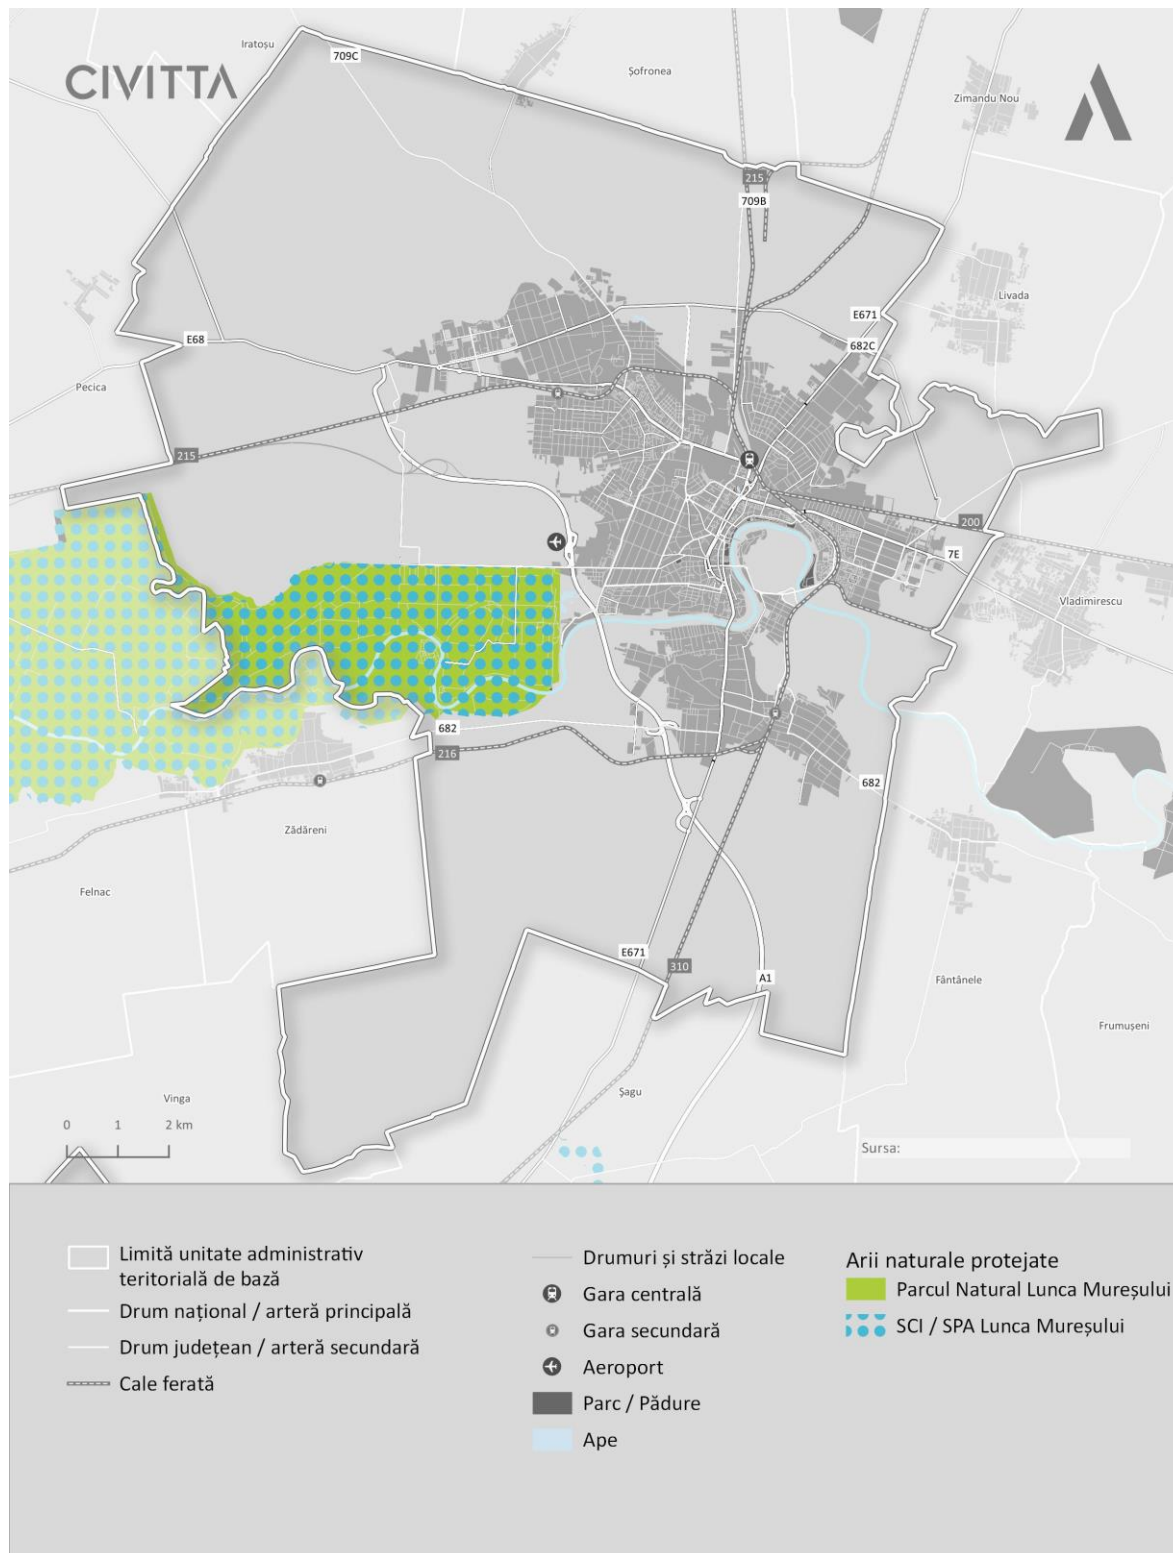 Iratoșu
709C
CIVITTA
Șofronea
Zimandu Nou
215
709B
Livada
E671
E68
682C
Pecica
215
200
7E
Vladimirescu
682
216
682
Zădăreni
Felnac
E671
310
A1
Fântânele
Frumușeni
Vinga
Șagu
0 1 2 km
Sursa:
Limită unitate administrativ
teritorială de bază
Drum național / arteră principală
Drum județean / arteră secundară
Cale ferată
Drumuri și străzi locale
Gara centrală
Gara secundară
Aeroport
Parc / Pădure
Ape
Arii naturale protejate
Parcul Natural Lunca Mureșului
SCI / SPA Lunca Mureșului